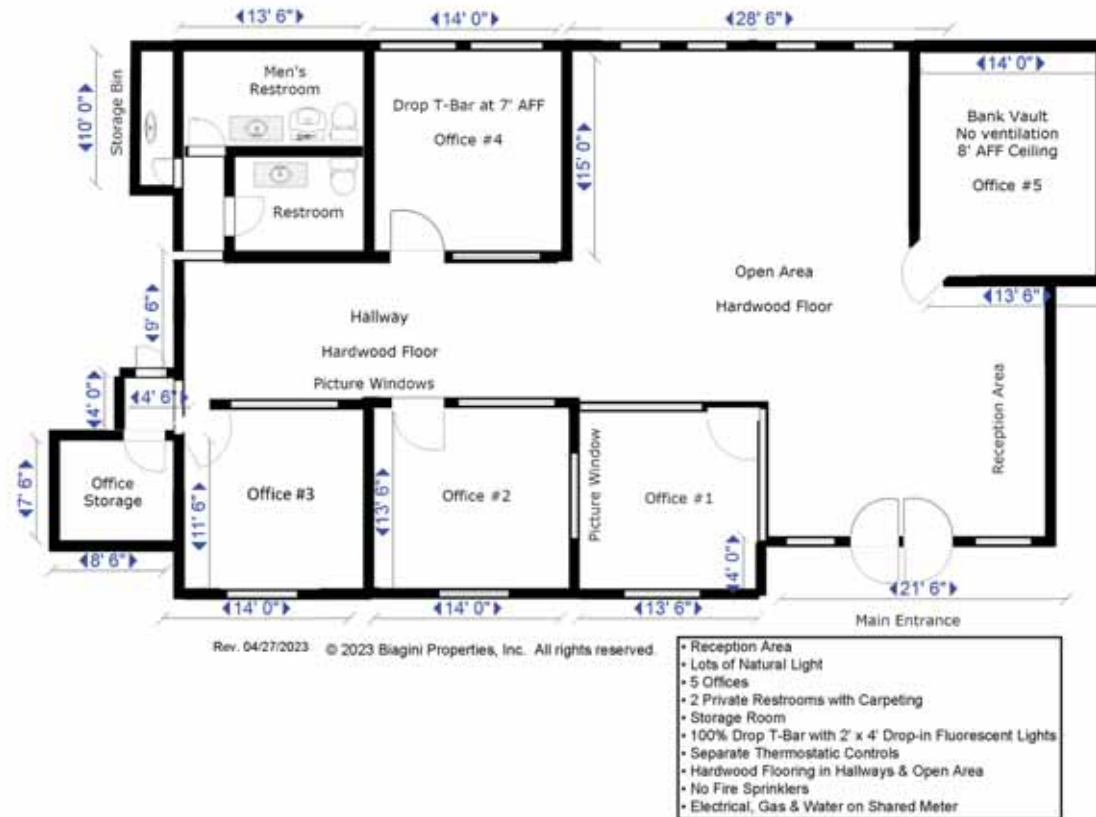 13' 6"
14' 0"
28' 6"
14' 0"
10' 0"
Storage Bin
Men's
Restroom
Drop T-Bar at 7' AFF
Office #4
15' 0"
Bank Vault
No ventilation
8' AFF Ceiling
Office #5
Restroom
Open Area
Hardwood Floor
13' 6"
9' 6"
Hallway
Hardwood Floor
Picture Windows
4' 0"
4' 6"
Reception Area
7' 6"
Office
Storage
8' 6"
11' 6"
Office #3
13' 6"
Office #2
Picture Window
Office #1
4' 0"
14' 0"
14' 0"
13' 6"
21' 6"
Main Entrance
Rev. 04/27/2023 © 2023 Biagini Properties, Inc. All rights reserved
• Reception Area
• Lots of Natural Light
• 5 Offices
• 2 Private Restrooms with Carpeting
• Storage Room
• 100% Drop T-Bar with 2' x 4' Drop-in Fluorescent Lights
• Separate Thermostatic Controls
• Hardwood Flooring in Hallways & Open Area
• No Fire Sprinklers
• Electrical, Gas & Water on Shared Meter